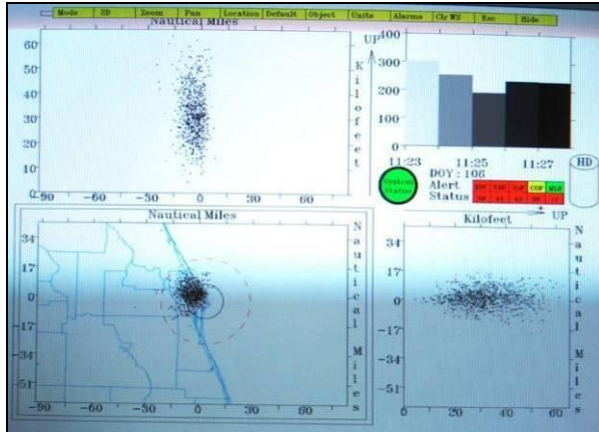 Mode 2D Zoom Pan Location Default Object Units Alarms Clr WS Esc Hide
Nautical Miles
UP
Kilofeet
60
50
40
30
20
10
0
-90 -60 -30 0 30 60
400
300
200
100
0
11:23 11:25 11:27
DOY : 106
HD
System Status
Alert Status
COP MLB
Nautical Miles
34
17
0
-17
-34
-51
-90 -60 -30 0 30 60
Nautical Miles
UP
Kilofeet
34
17
0
-17
-34
-51
0 20 40 60
Nautical Miles